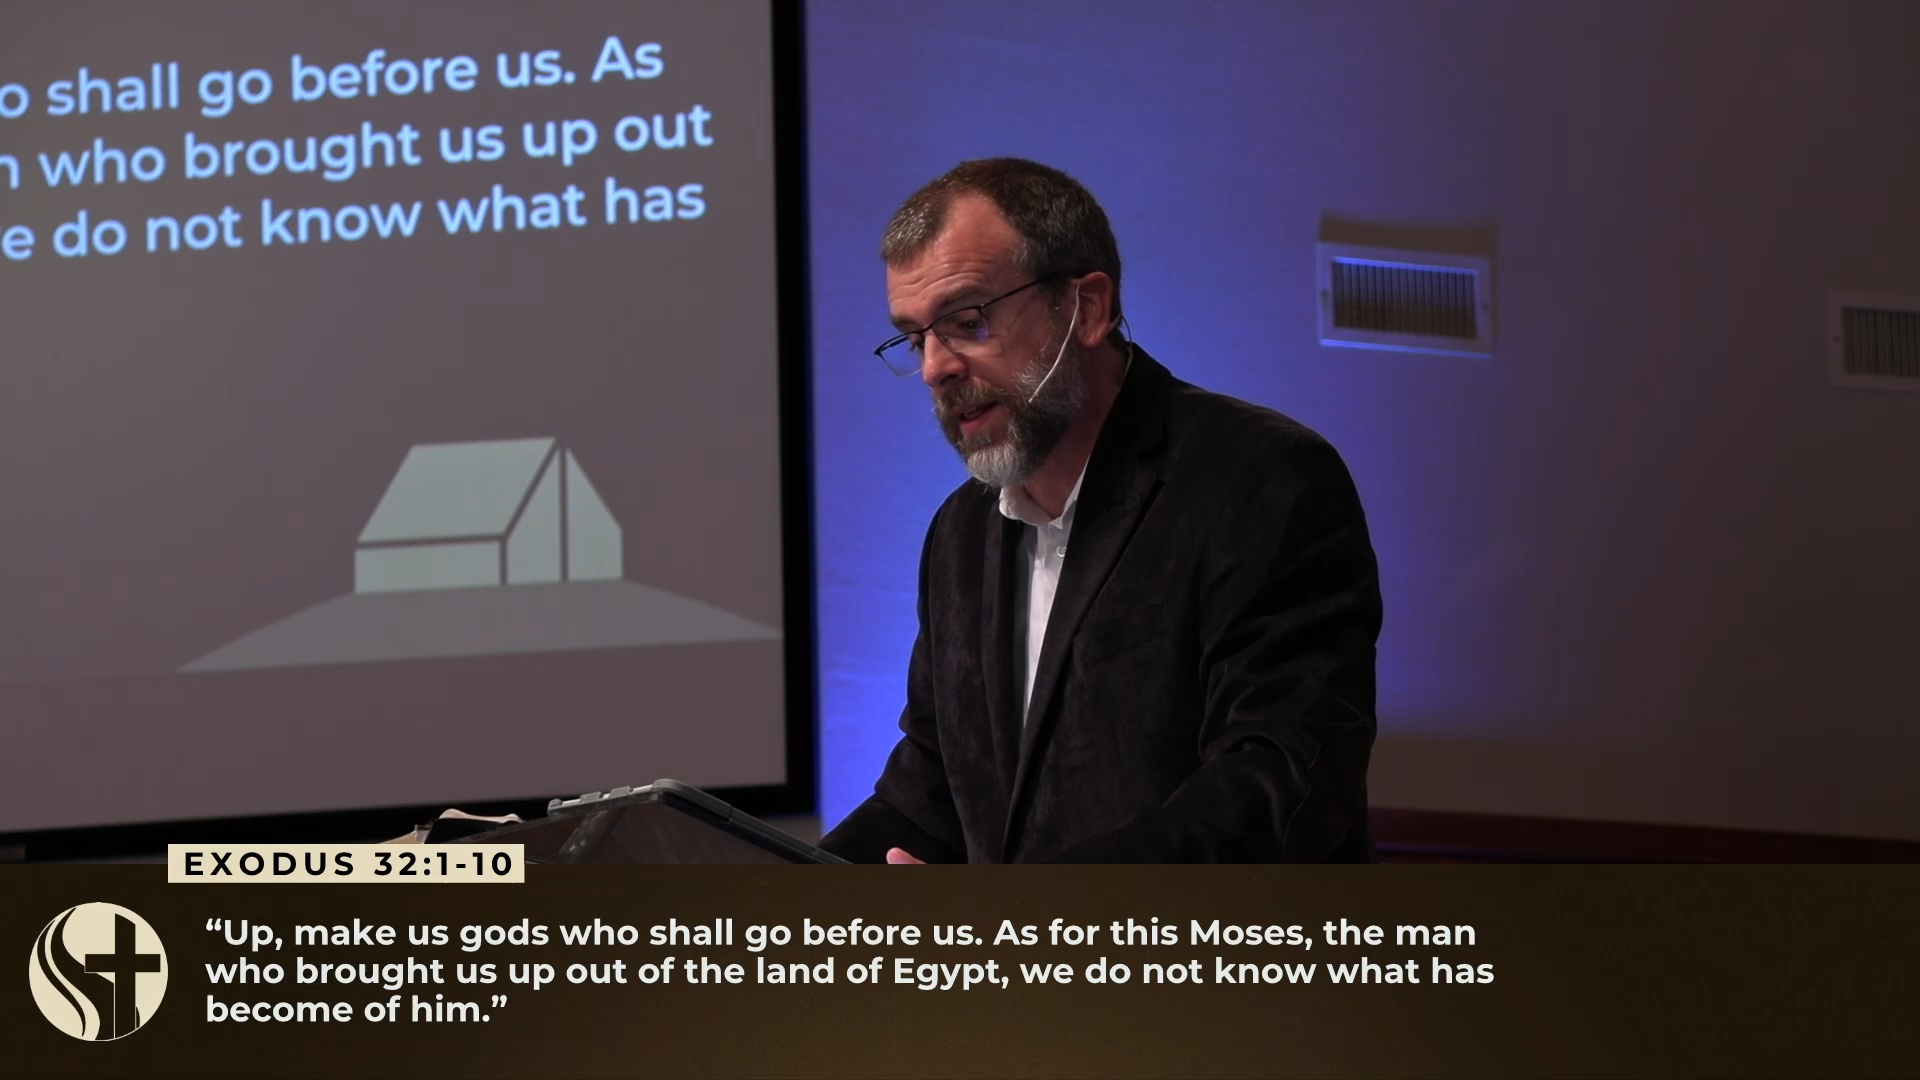 o shall go before us. As
who brought us up out
e do not know what has
EXODUS 32:1-10
“Up, make us gods who shall go before us. As for this Moses, the man
who brought us up out of the land of Egypt, we do not know what has
become of him.”